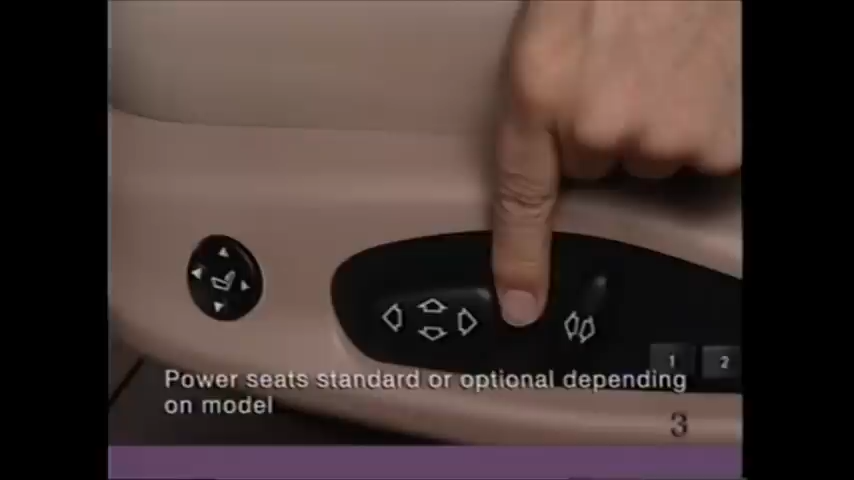 1 2
Power seats standard or optional depending
on model
3